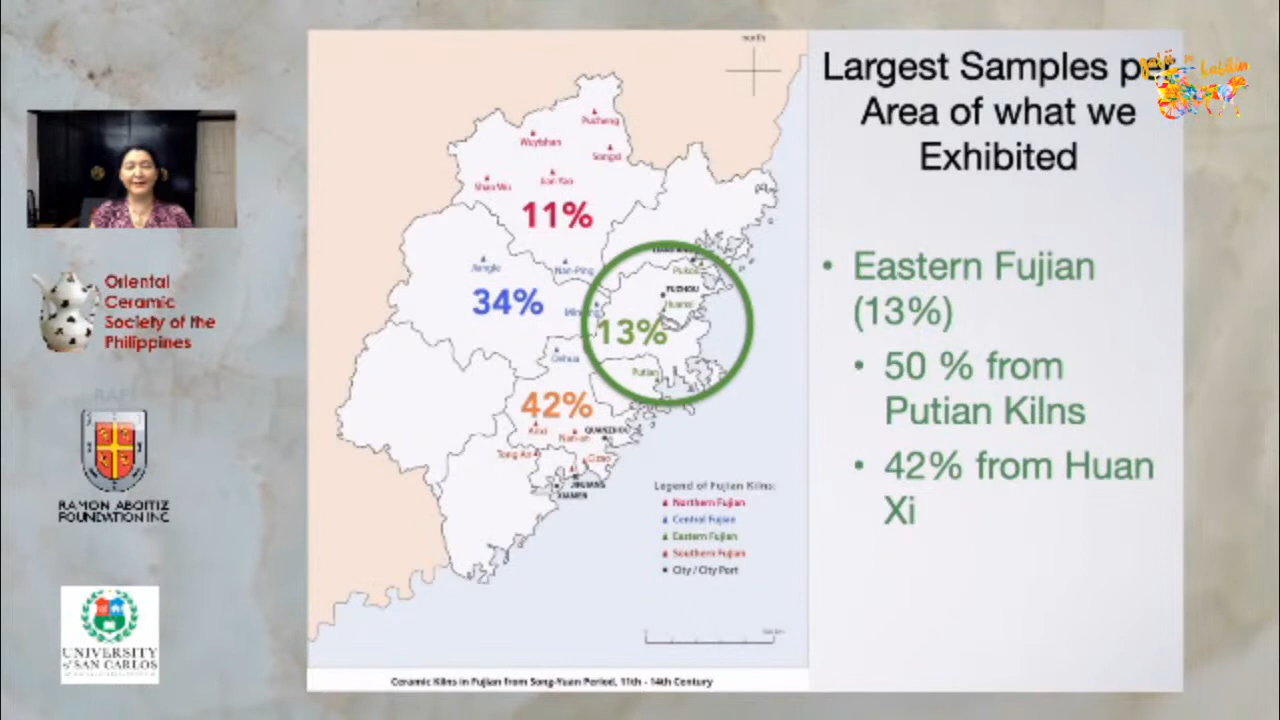 north
Largest Samples per
Area of what we
Exhibited
Pucheng
Wuyishan
Songxi
Shao Wu
Jian Yao
11%
Jiangle
Nan-Ping
34%
FUZHOU
Huanxi
13%
Dehua
Putian
42%
Nan-an
QUANZHOU
Tong An
Cizao
JINJIANG
XIAMEN
• Eastern Fujian
(13%)
• 50 % from
Putian Kilns
• 42% from Huan
Xi
Legend of Fujian Kilns:
Northern Fujian
Central Fujian
Eastern Fujian
Southern Fujian
City / City Port
Ceramic Kilns in Fujian from Song-Yuan Period, 11th - 14th Century
Oriental
Ceramic
Society of the
Philippines
RAFI
RAMON ABOITIZ
FOUNDATION INC
UNIVERSITY
of SAN CARLOS